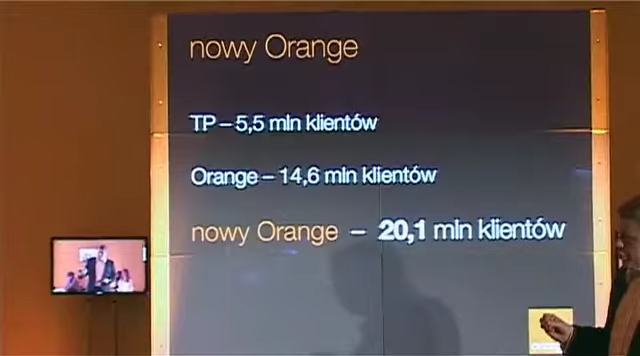 nowy Orange
TP – 5,5 mln klientów
Orange – 14,6 mln klientów
nowy Orange – 20,1 mln klientów